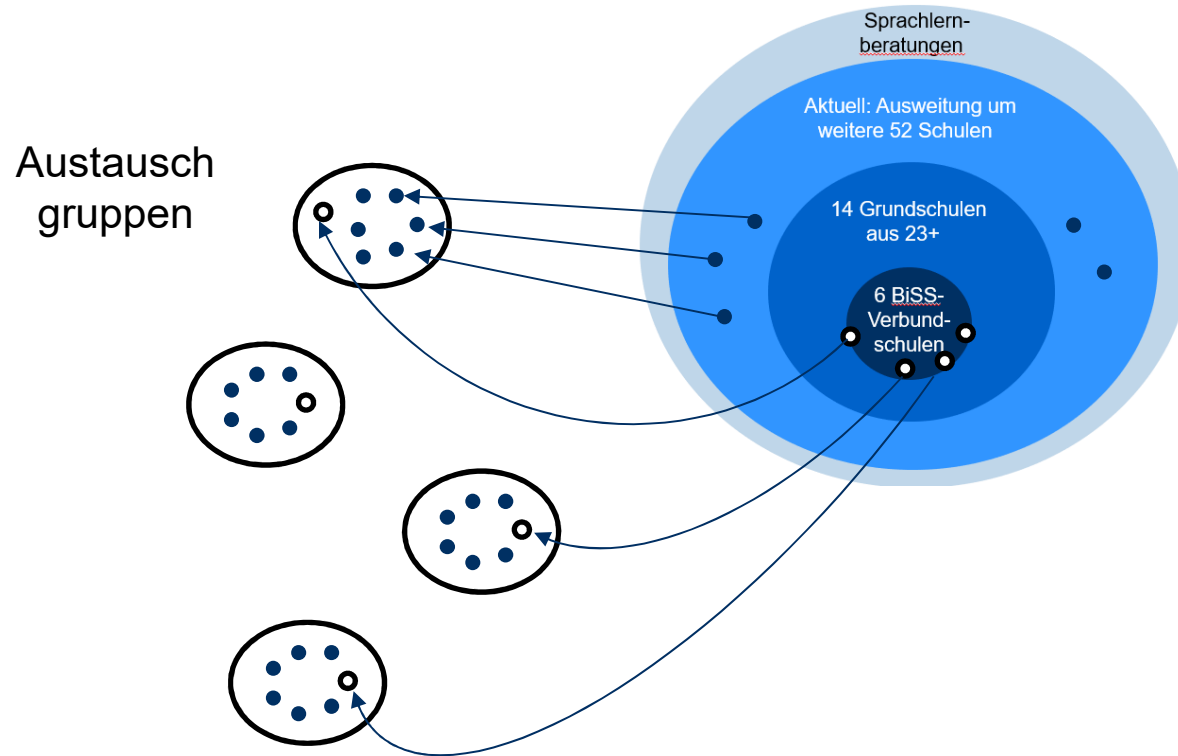 Austausch
gruppen
Sprachlern-
beratungen
Aktuell: Ausweitung um
weitere 52 Schulen
14 Grundschulen
aus 23+
6 BiSS-
Verbund-
schulen